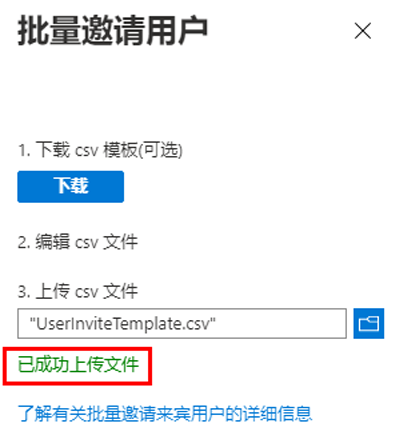 批量邀请用户
1. 下载 csv 模板(可选)
下载
2. 编辑 csv 文件
3. 上传 csv 文件
"UserInviteTemplate.csv"
已成功上传文件
了解有关批量邀请来宾用户的详细信息